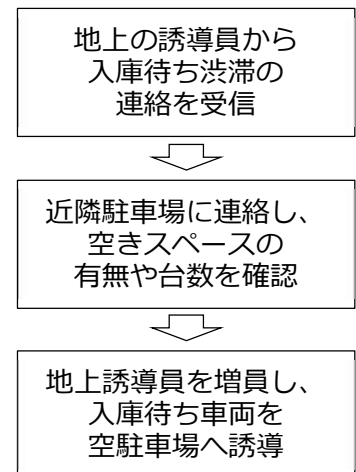 地上の誘導員から
入庫待ち渋滞の
連絡を受信
近隣駐車場に連絡し、
空きスペースの
有無や台数を確認
地上誘導員を増員し、
入庫待ち車両を
空駐車場へ誘導